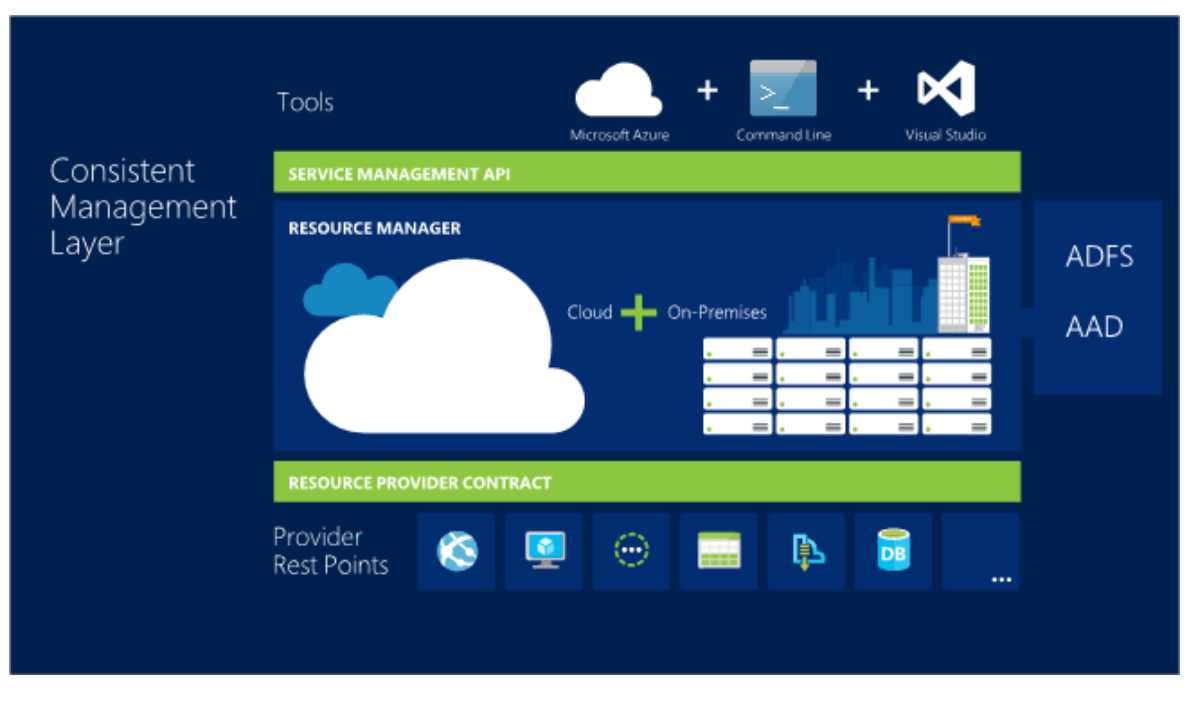 Tools
Microsoft Azure
Command Line
Visual Studio
Consistent
Management
Layer
SERVICE MANAGEMENT API
RESOURCE MANAGER
Cloud + On-Premises
ADFS
AAD
RESOURCE PROVIDER CONTRACT
Provider
Rest Points
DB
...